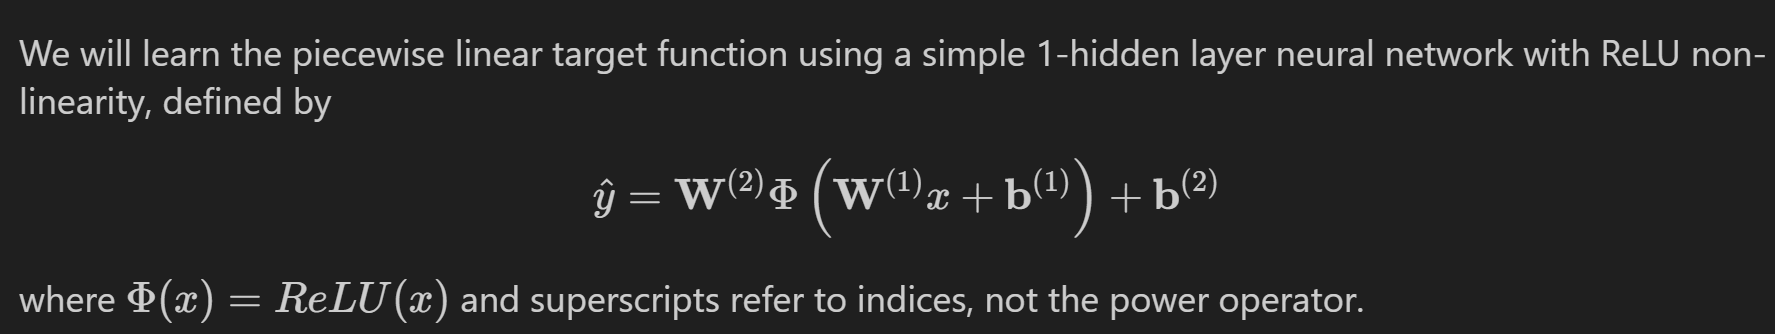 We will learn the piecewise linear target function using a simple 1-hidden layer neural network with ReLU non-
linearity, defined by
ŷ = W⁽²⁾Φ(W⁽¹⁾x + b⁽¹⁾) + b⁽²⁾
where Φ(x) = ReLU(x) and superscripts refer to indices, not the power operator.